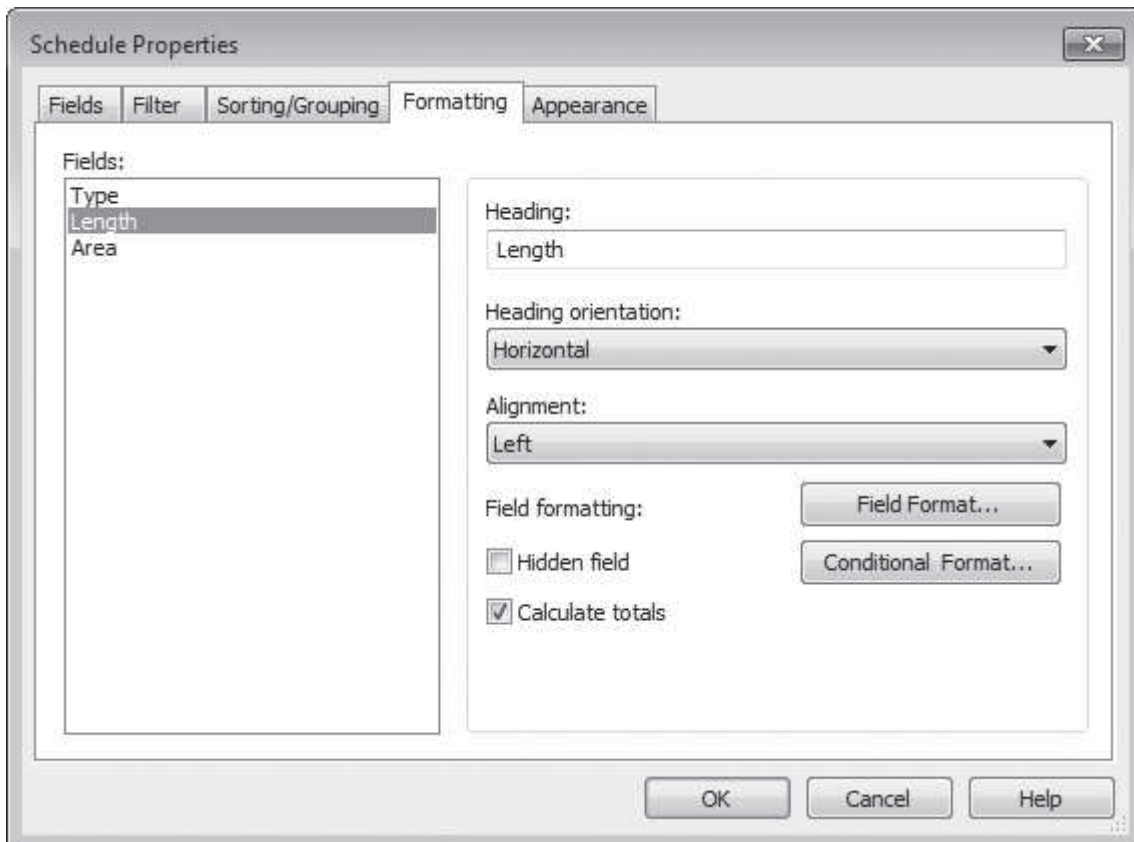 Schedule Properties
Fields Filter Sorting/Grouping Formatting Appearance
Fields:
Type
Length
Area
Heading:
Length
Heading orientation:
Horizontal
Alignment:
Left
Field formatting: Field Format...
Hidden field Conditional Format...
Calculate totals
OK Cancel Help